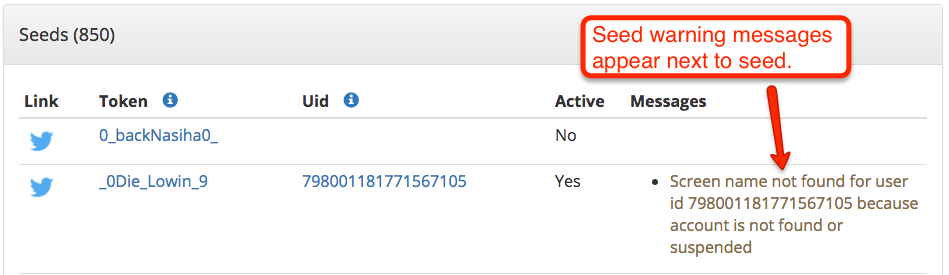 Seeds (850)
Seed warning messages
appear next to seed.
Link Token Uid Active Messages
0_backNasiha0_ No
_0Die_Lowin_9 798001181771567105 Yes • Screen name not found for user
id 798001181771567105 because
account is not found or
suspended